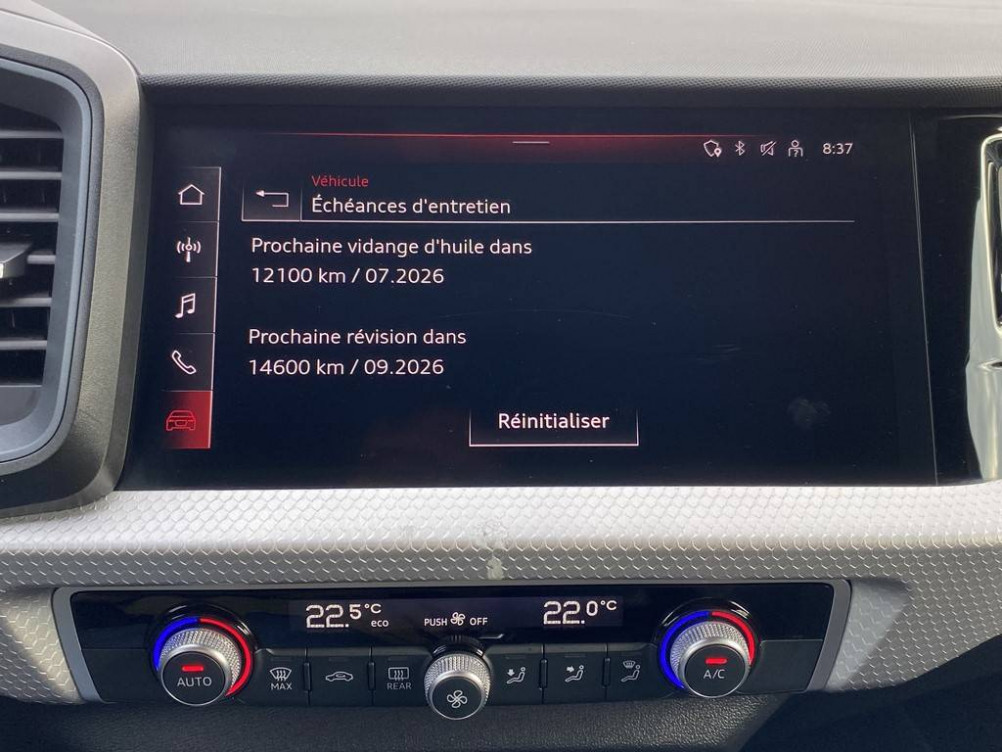 8:37
Véhicule
Échéances d'entretien
Prochaine vidange d'huile dans
12100 km / 07.2026
Prochaine révision dans
14600 km / 09.2026
Réinitialiser
22.5°C
eco
PUSH OFF
22.0°C
AUTO
MAX
REAR
A/C